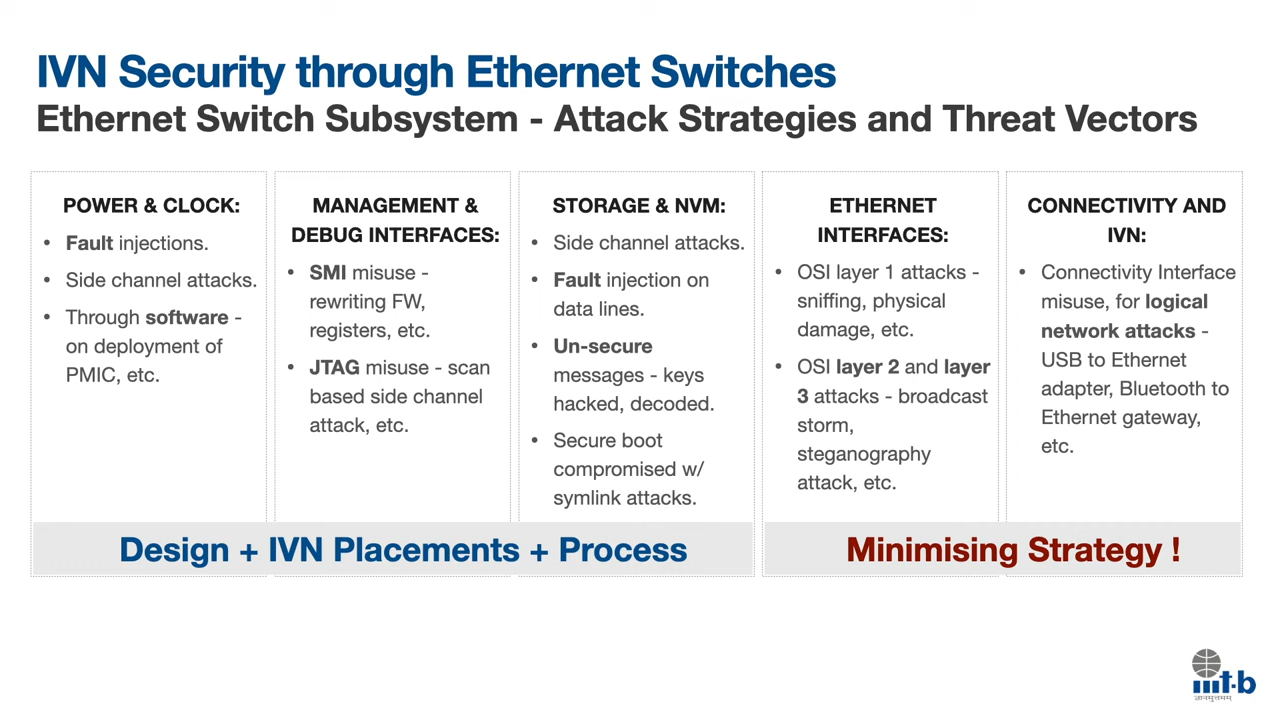 IVN Security through Ethernet Switches
Ethernet Switch Subsystem - Attack Strategies and Threat Vectors
POWER & CLOCK:
• Fault injections.
• Side channel attacks.
• Through software -
on deployment of
PMIC, etc.
MANAGEMENT &
DEBUG INTERFACES:
• SMI misuse -
rewriting FW,
registers, etc.
• JTAG misuse - scan
based side channel
attack, etc.
STORAGE & NVM:
• Side channel attacks.
• Fault injection on
data lines.
• Un-secure
messages - keys
hacked, decoded.
• Secure boot
compromised w/
symlink attacks.
ETHERNET
INTERFACES:
• OSI layer 1 attacks -
sniffing, physical
damage, etc.
• OSI layer 2 and layer
3 attacks - broadcast
storm,
steganography
attack, etc.
CONNECTIVITY AND
IVN:
• Connectivity Interface
misuse, for logical
network attacks -
USB to Ethernet
adapter, Bluetooth to
Ethernet gateway,
etc.
Design + IVN Placements + Process
Minimising Strategy !
iiit-b
ज्ञानमुत्तमम्